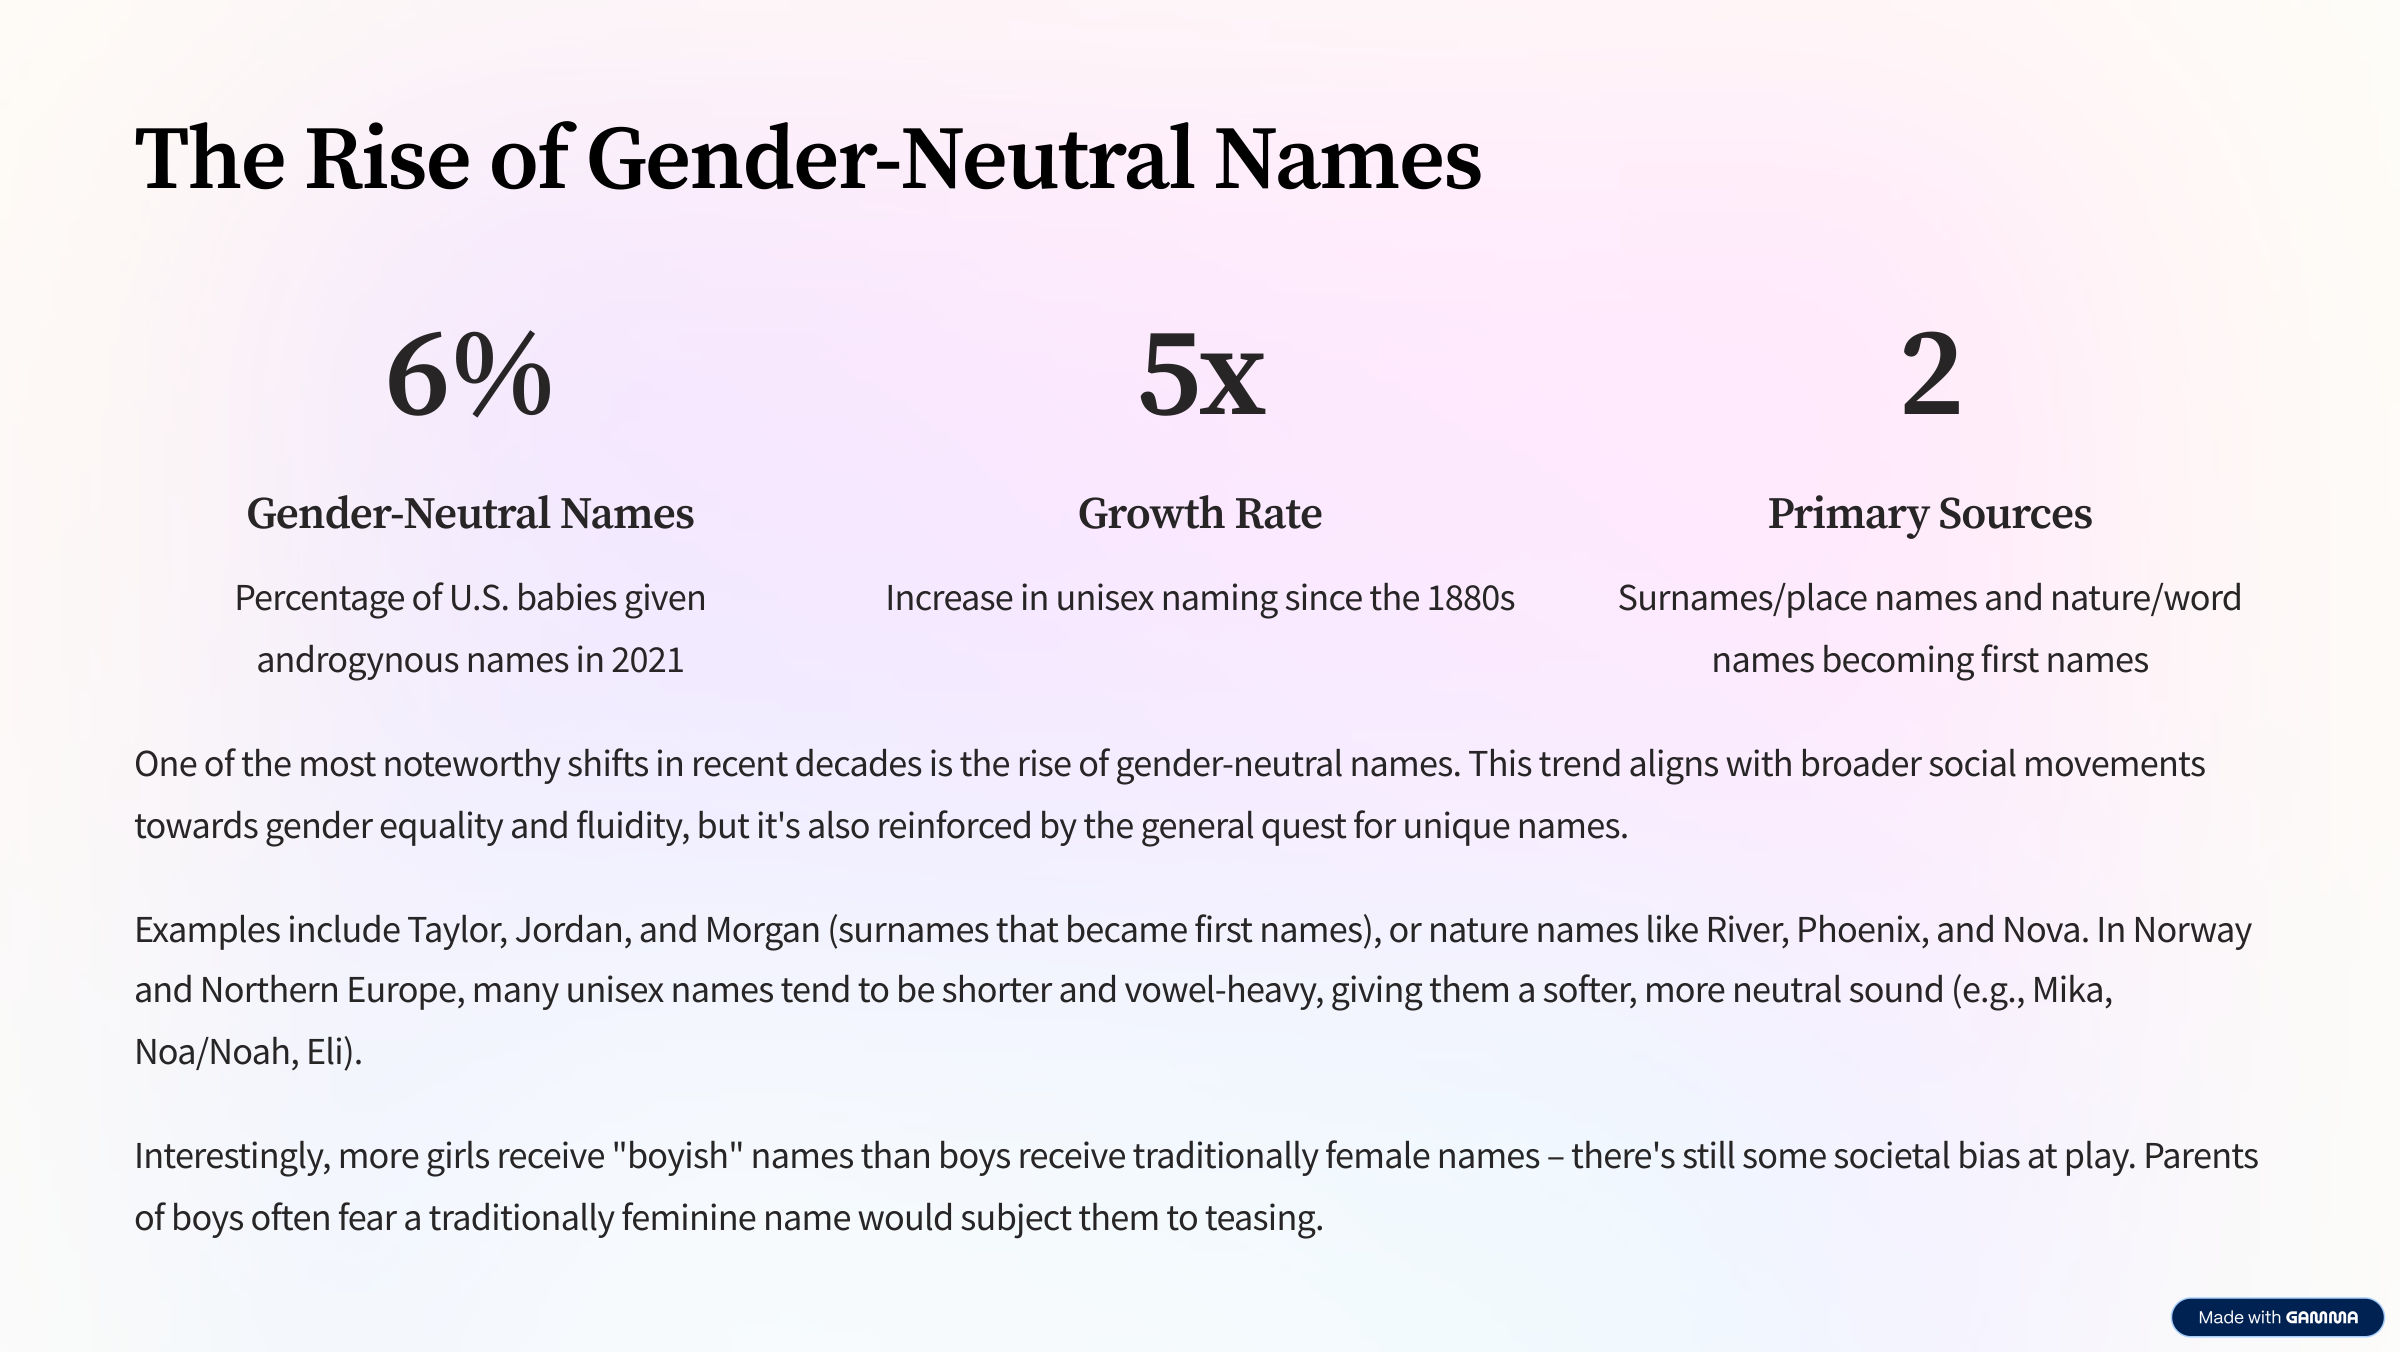 The Rise of Gender-Neutral Names
6%
Gender-Neutral Names
Percentage of U.S. babies given
androgynous names in 2021
5x
Growth Rate
Increase in unisex naming since the 1880s
2
Primary Sources
Surnames/place names and nature/word
names becoming first names
One of the most noteworthy shifts in recent decades is the rise of gender-neutral names. This trend aligns with broader social movements
towards gender equality and fluidity, but it's also reinforced by the general quest for unique names.
Examples include Taylor, Jordan, and Morgan (surnames that became first names), or nature names like River, Phoenix, and Nova. In Norway
and Northern Europe, many unisex names tend to be shorter and vowel-heavy, giving them a softer, more neutral sound (e.g., Mika,
Noa/Noah, Eli).
Interestingly, more girls receive "boyish" names than boys receive traditionally female names – there's still some societal bias at play. Parents
of boys often fear a traditionally feminine name would subject them to teasing.
Made with GAMMA